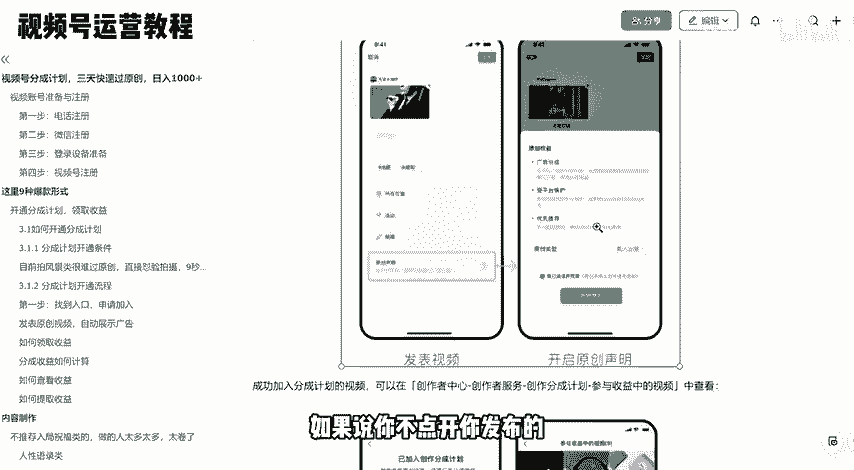 视频号运营教程
分享
编辑
视频号分成计划，三天快速过原创，日入1000+
视频账号准备与注册
第一步：电话注册
第二步：微信注册
第三步：登录设备准备
第四步：视频号注册
这里9种爆款形式
开通分成计划，领取收益
3.1如何开通分成计划
3.1.1 分成计划开通条件
目前拍风景类很难过原创，直接怼脸拍摄，9秒...
3.1.2 分成计划开通流程
第一步：找到入口，申请加入
发表原创视频，自动展示广告
如何领取收益
分成收益如何计算
如何查看收益
如何提取收益
内容制作
不推荐入局祝福类的，做的人多太多，太卷了
人性语录类
9:41
9:41
发表视频
开启原创声明
成功加入分成计划的视频，可以在「创作者中心-创作者服务-创作分成计划-参与收益中的视频」中查看：
如果说你不点开你发布的
已加入创作分成计划